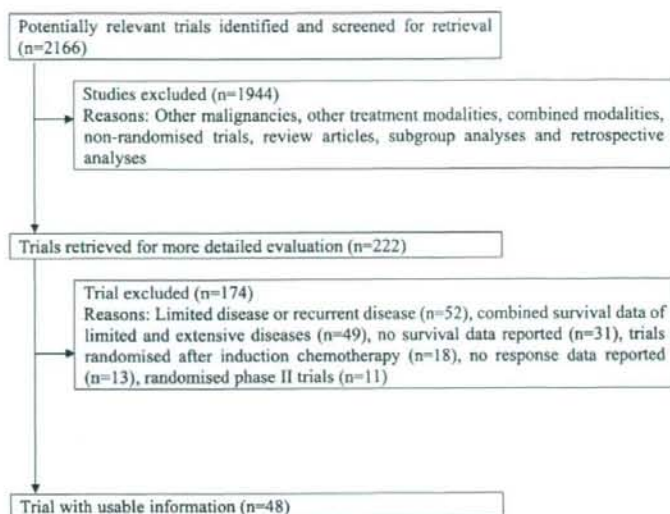 Potentially relevant trials identified and screened for retrieval
(n=2166)
Studies excluded (n=1944)
Reasons: Other malignancies, other treatment modalities, combined modalities,
non-randomised trials, review articles, subgroup analyses and retrospective
analyses
Trials retrieved for more detailed evaluation (n=222)
Trial excluded (n=174)
Reasons: Limited disease or recurrent disease (n=52), combined survival data of
limited and extensive diseases (n=49), no survival data reported (n=31), trials
randomised after induction chemotherapy (n=18), no response data reported
(n=13), randomised phase II trials (n=11)
Trial with usable information (n=48)